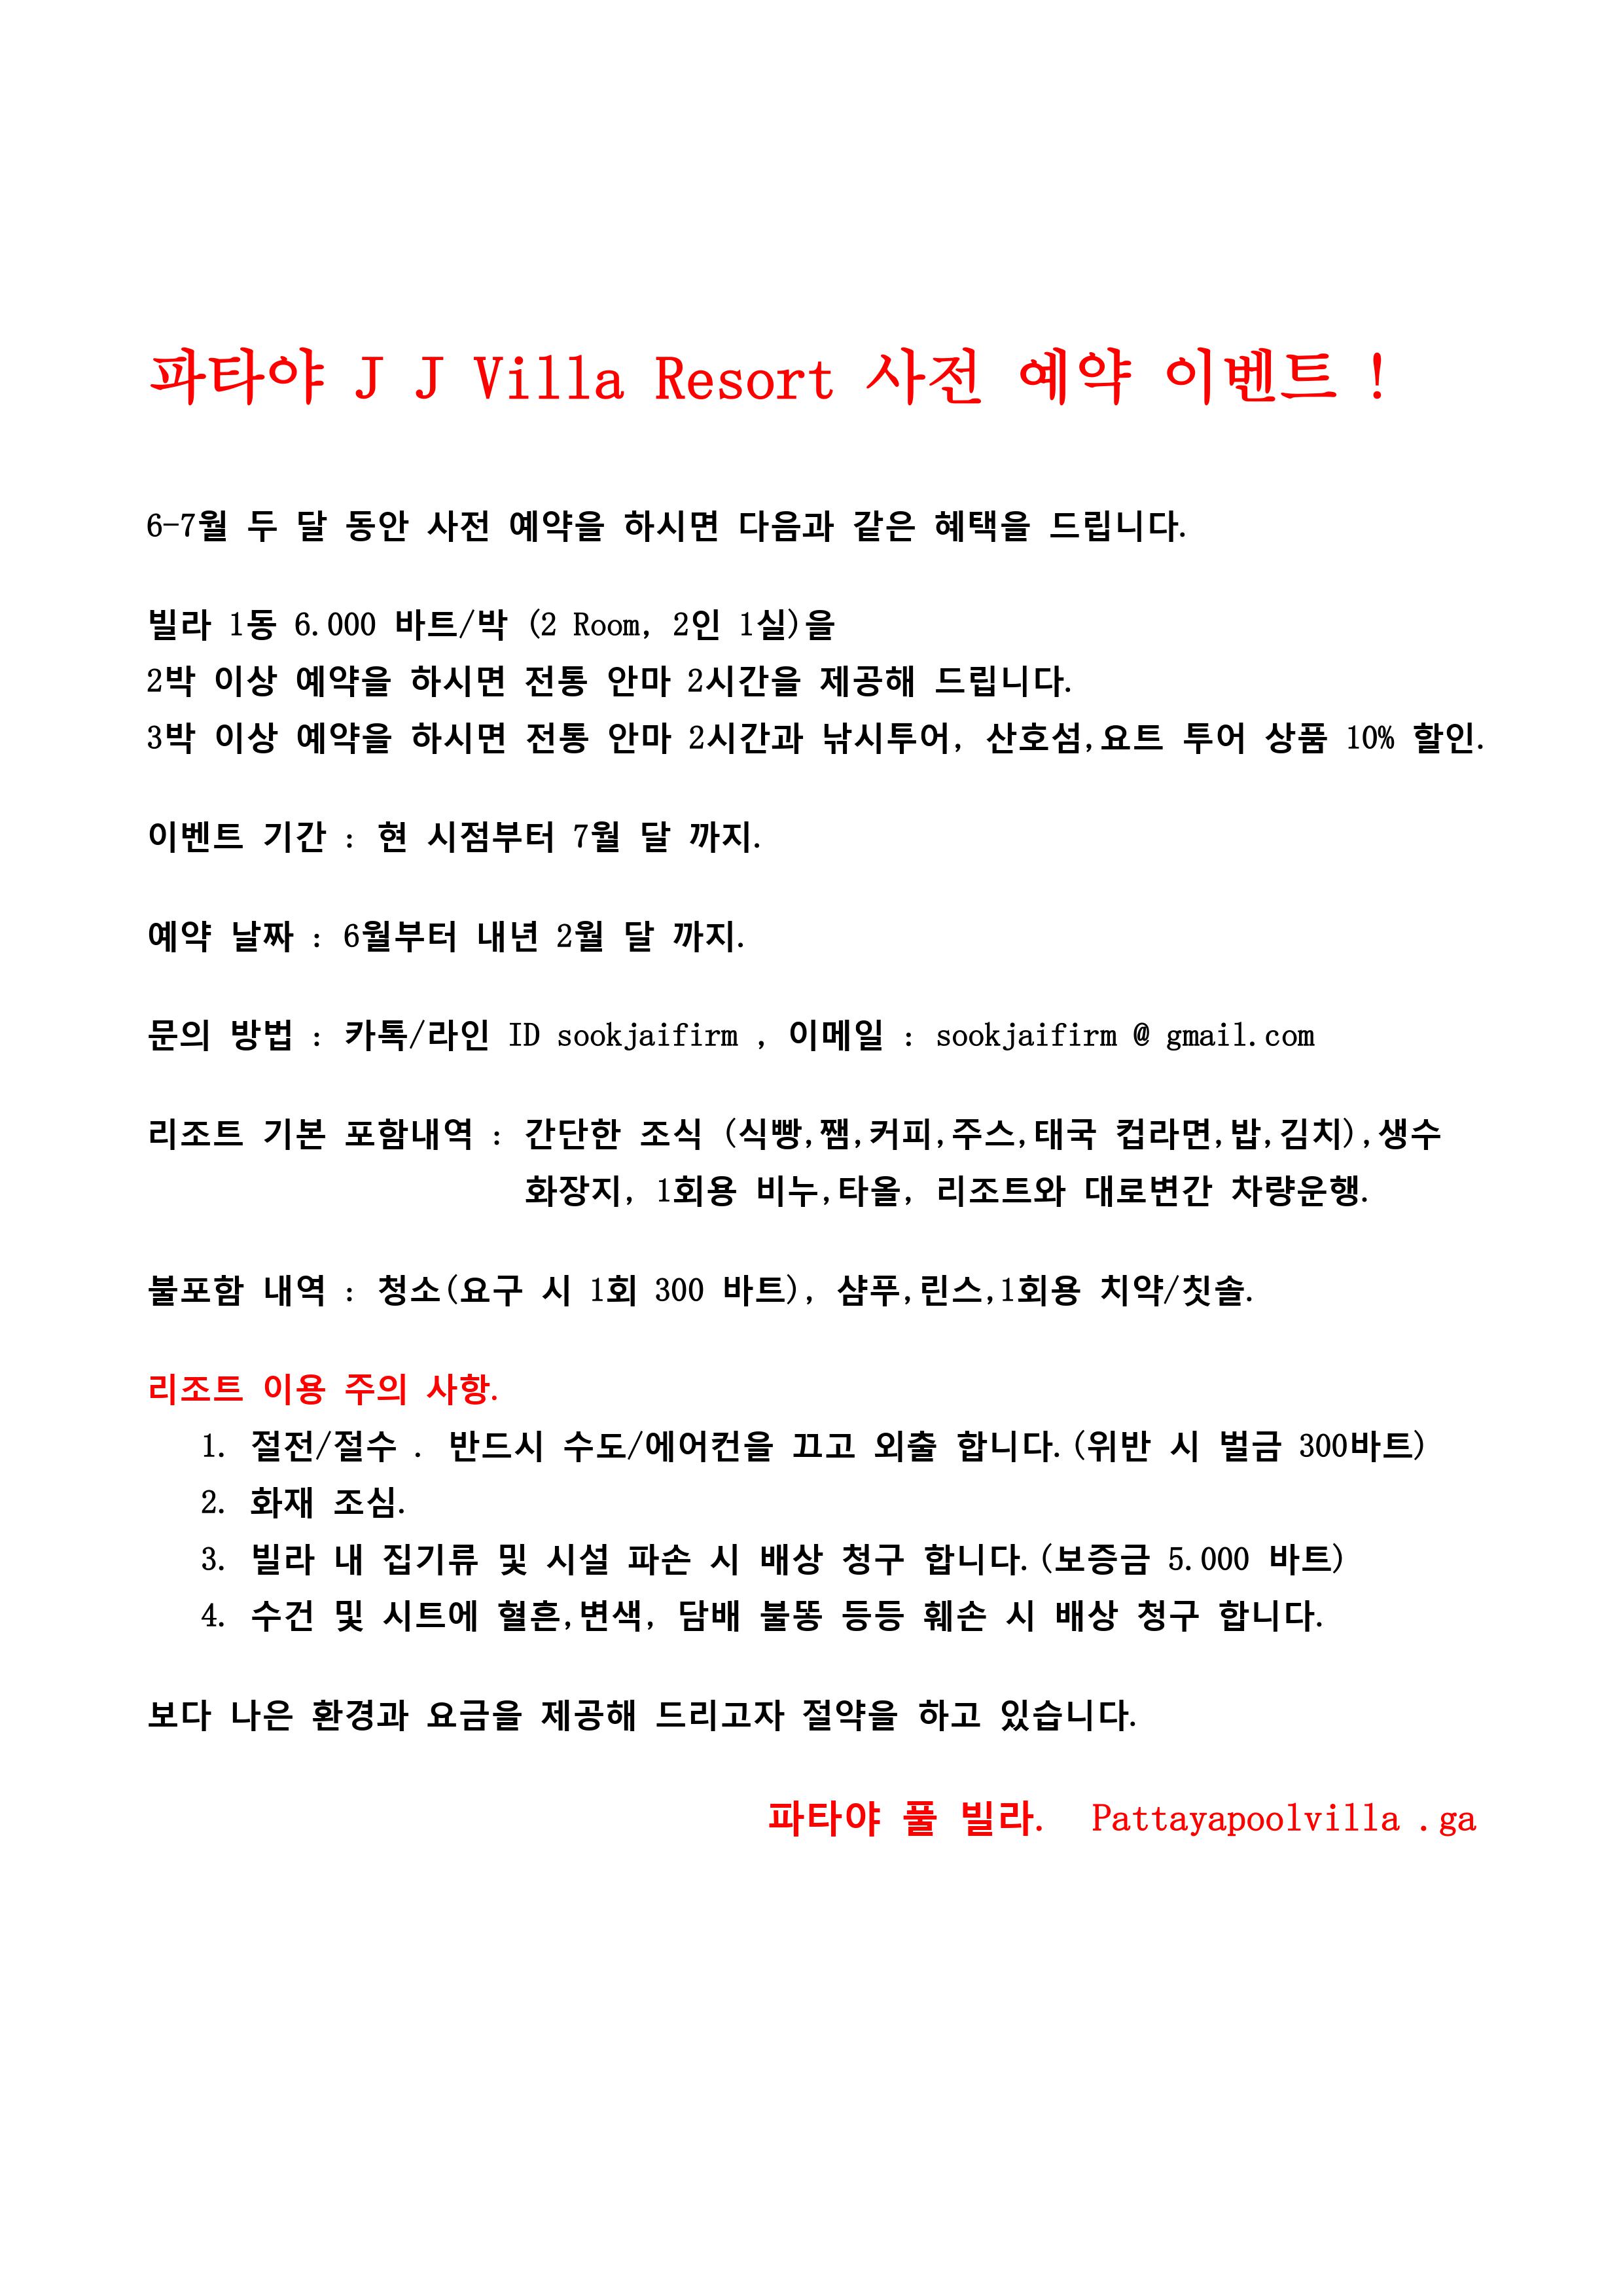 파타야 J J Villa Resort 사전 예약 이벤트 !
6-7월 두 달 동안 사전 예약을 하시면 다음과 같은 혜택을 드립니다.
빌라 1동 6.000 바트/박 (2 Room, 2인 1실)을
2박 이상 예약을 하시면 전통 안마 2시간을 제공해 드립니다.
3박 이상 예약을 하시면 전통 안마 2시간과 낚시투어, 산호섬,요트 투어 상품 10% 할인.
이벤트 기간 : 현 시점부터 7월 달 까지.
예약 날짜 : 6월부터 내년 2월 달 까지.
문의 방법 : 카톡/라인 ID sookjaifirm , 이메일 : sookjaifirm @ gmail.com
리조트 기본 포함내역 : 간단한 조식 (식빵,쨈,커피,주스,태국 컵라면,밥,김치),생수
화장지, 1회용 비누,타올, 리조트와 대로변간 차량운행.
불포함 내역 : 청소(요구 시 1회 300 바트), 샴푸,린스,1회용 치약/칫솔.
리조트 이용 주의 사항.
1. 절전/절수 . 반드시 수도/에어컨을 끄고 외출 합니다.(위반 시 벌금 300바트)
2. 화재 조심.
3. 빌라 내 집기류 및 시설 파손 시 배상 청구 합니다.(보증금 5.000 바트)
4. 수건 및 시트에 혈흔,변색, 담배 불똥 등등 훼손 시 배상 청구 합니다.
보다 나은 환경과 요금을 제공해 드리고자 절약을 하고 있습니다.
파타야 풀 빌라. Pattayapoolvilla .ga